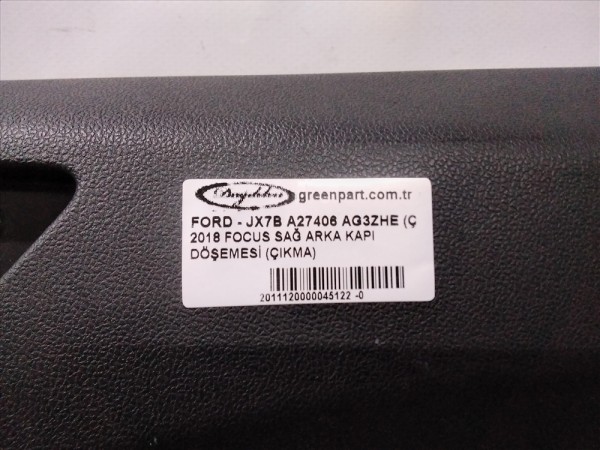 greenpart.com.tr
FORD - JX7B A27406 AG3ZHE (Ç
2018 FOCUS SAĞ ARKA KAPI
DÖŞEMESİ (ÇIKMA)
2011120000045122 -0